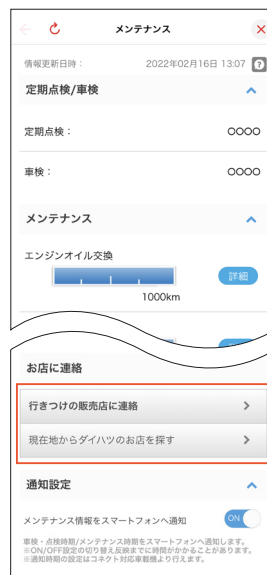 メンテナンス
情報更新日時： 2022年02月16日 13:07 ?
定期点検/車検
定期点検： 0000
車検： 0000
メンテナンス
エンジンオイル交換
詳細
1000km
お店に連絡
行きつけの販売店に連絡
現在地からダイハツのお店を探す
通知設定
メンテナンス情報をスマートフォンへ通知 ON
車検・点検時期/メンテナンス時期をスマートフォンへ通知します。
※ON/OFF設定の切り替え反映までに時間がかかることがあります。
※通知時期の設定はコネクト対応車載機より行えます。